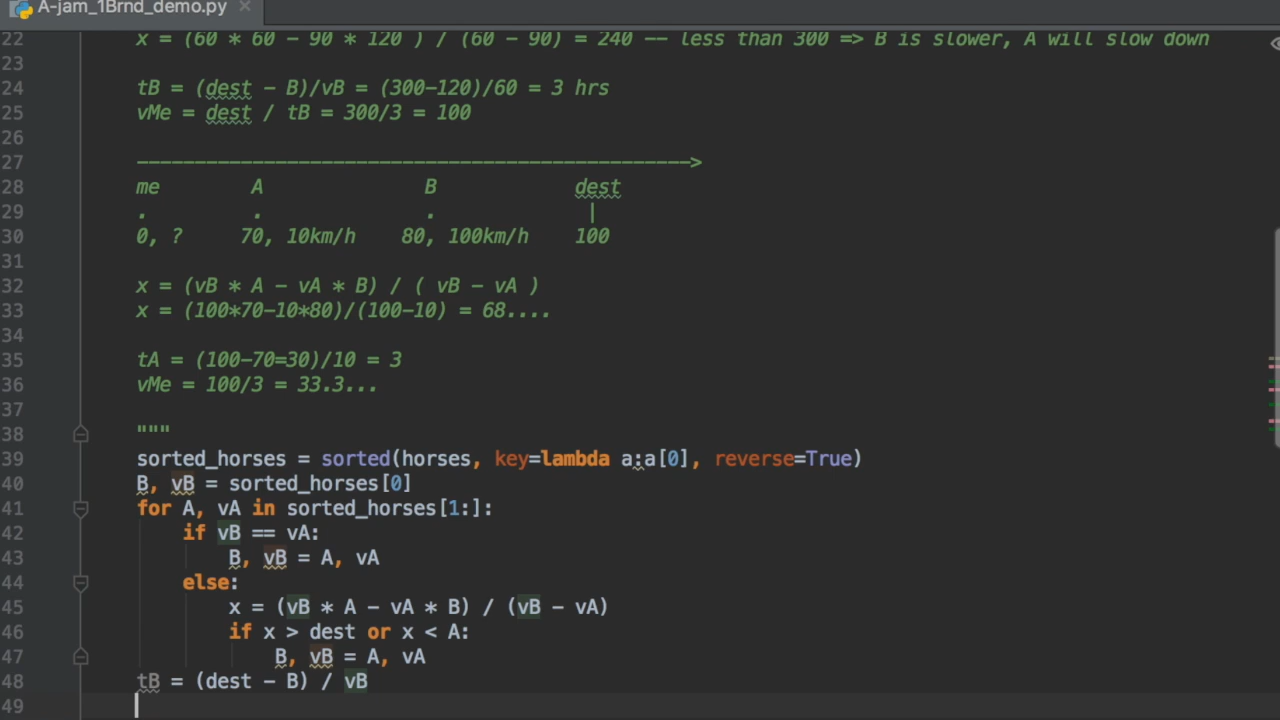 A-jam_1Brnd_demo.py
22 x = (60 * 60 - 90 * 120 ) / (60 - 90) = 240 -- less than 300 => B is slower, A will slow down
23
24 tB = (dest - B)/vB = (300-120)/60 = 3 hrs
25 vMe = dest / tB = 300/3 = 100
26
27 ------------------------------------------------>
28 me A B dest
29 . . . |
30 0, ? 70, 10km/h 80, 100km/h 100
31
32 x = (vB * A - vA * B) / ( vB - vA )
33 x = (100*70-10*80)/(100-10) = 68....
34
35 tA = (100-70=30)/10 = 3
36 vMe = 100/3 = 33.3...
37
38 """
39 sorted_horses = sorted(horses, key=lambda a:a[0], reverse=True)
40 B, vB = sorted_horses[0]
41 for A, vA in sorted_horses[1:]:
42 if vB == vA:
43 B, vB = A, vA
44 else:
45 x = (vB * A - vA * B) / (vB - vA)
46 if x > dest or x < A:
47 B, vB = A, vA
48 tB = (dest - B) / vB
49